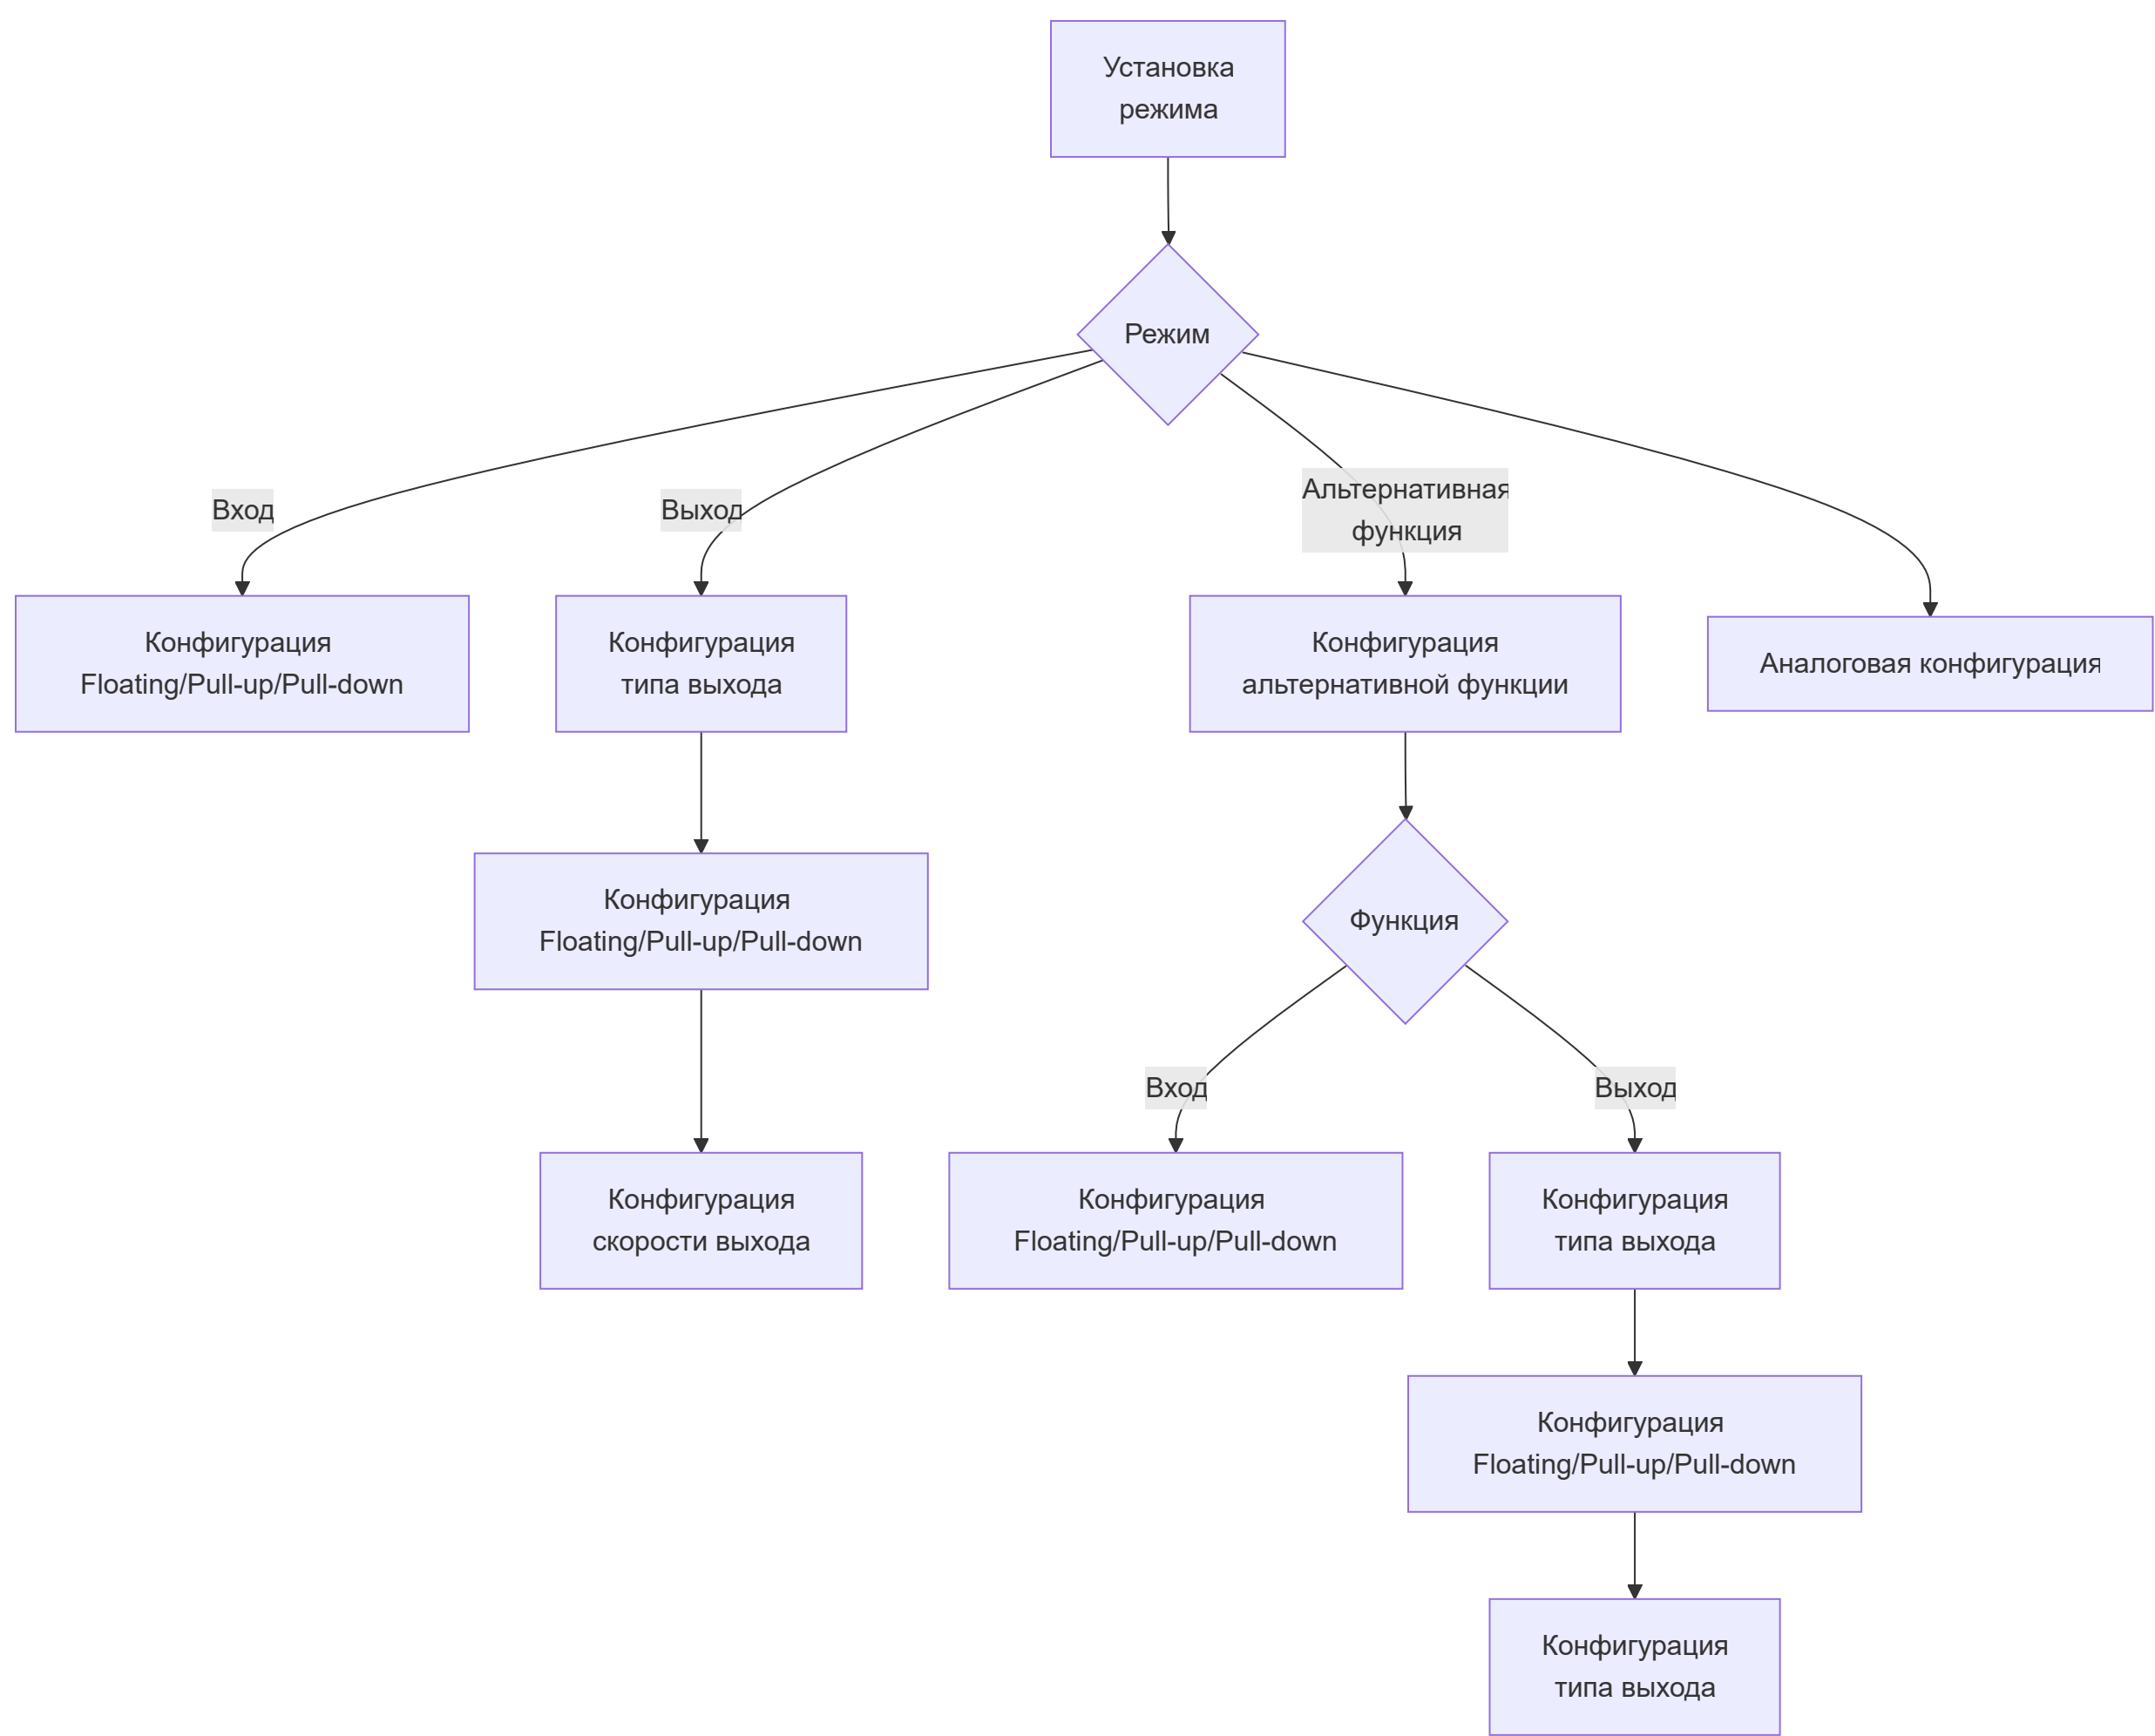 Установка
режима
Режим
Вход
Выход
Альтернативная
функция
Конфигурация
Floating/Pull-up/Pull-down
Конфигурация
типа выхода
Конфигурация
альтернативной функции
Аналоговая конфигурация
Конфигурация
Floating/Pull-up/Pull-down
Функция
Вход
Выход
Конфигурация
скорости выхода
Конфигурация
Floating/Pull-up/Pull-down
Конфигурация
типа выхода
Конфигурация
Floating/Pull-up/Pull-down
Конфигурация
типа выхода